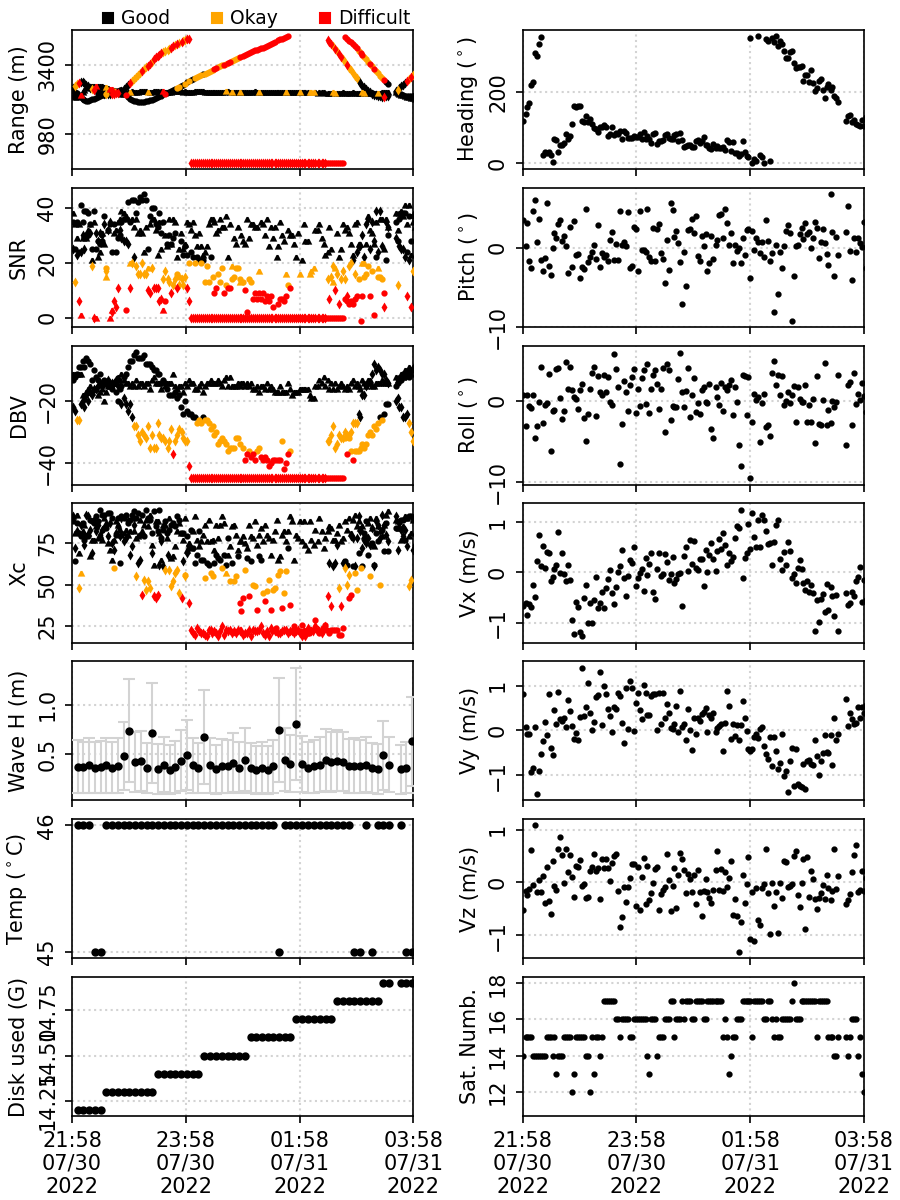 Good Okay Difficult
Range (m)
3400
980
Heading (°)
200
0
SNR
40
20
0
Pitch (°)
0
−10
DBV
−20
−40
Roll (°)
0
−10
Xc
75
50
25
Vx (m/s)
1
0
−1
Wave H (m)
1.0
0.5
Vy (m/s)
1
0
−1
Temp (°C)
46
45
Vz (m/s)
1
0
−1
Disk used (G)
14.75
14.50
14.25
Sat. Numb.
18
16
14
12
21:58 23:58 01:58 03:58
07/30 07/30 07/31 07/31
2022 2022 2022 2022
21:58 23:58 01:58 03:58
07/30 07/30 07/31 07/31
2022 2022 2022 2022